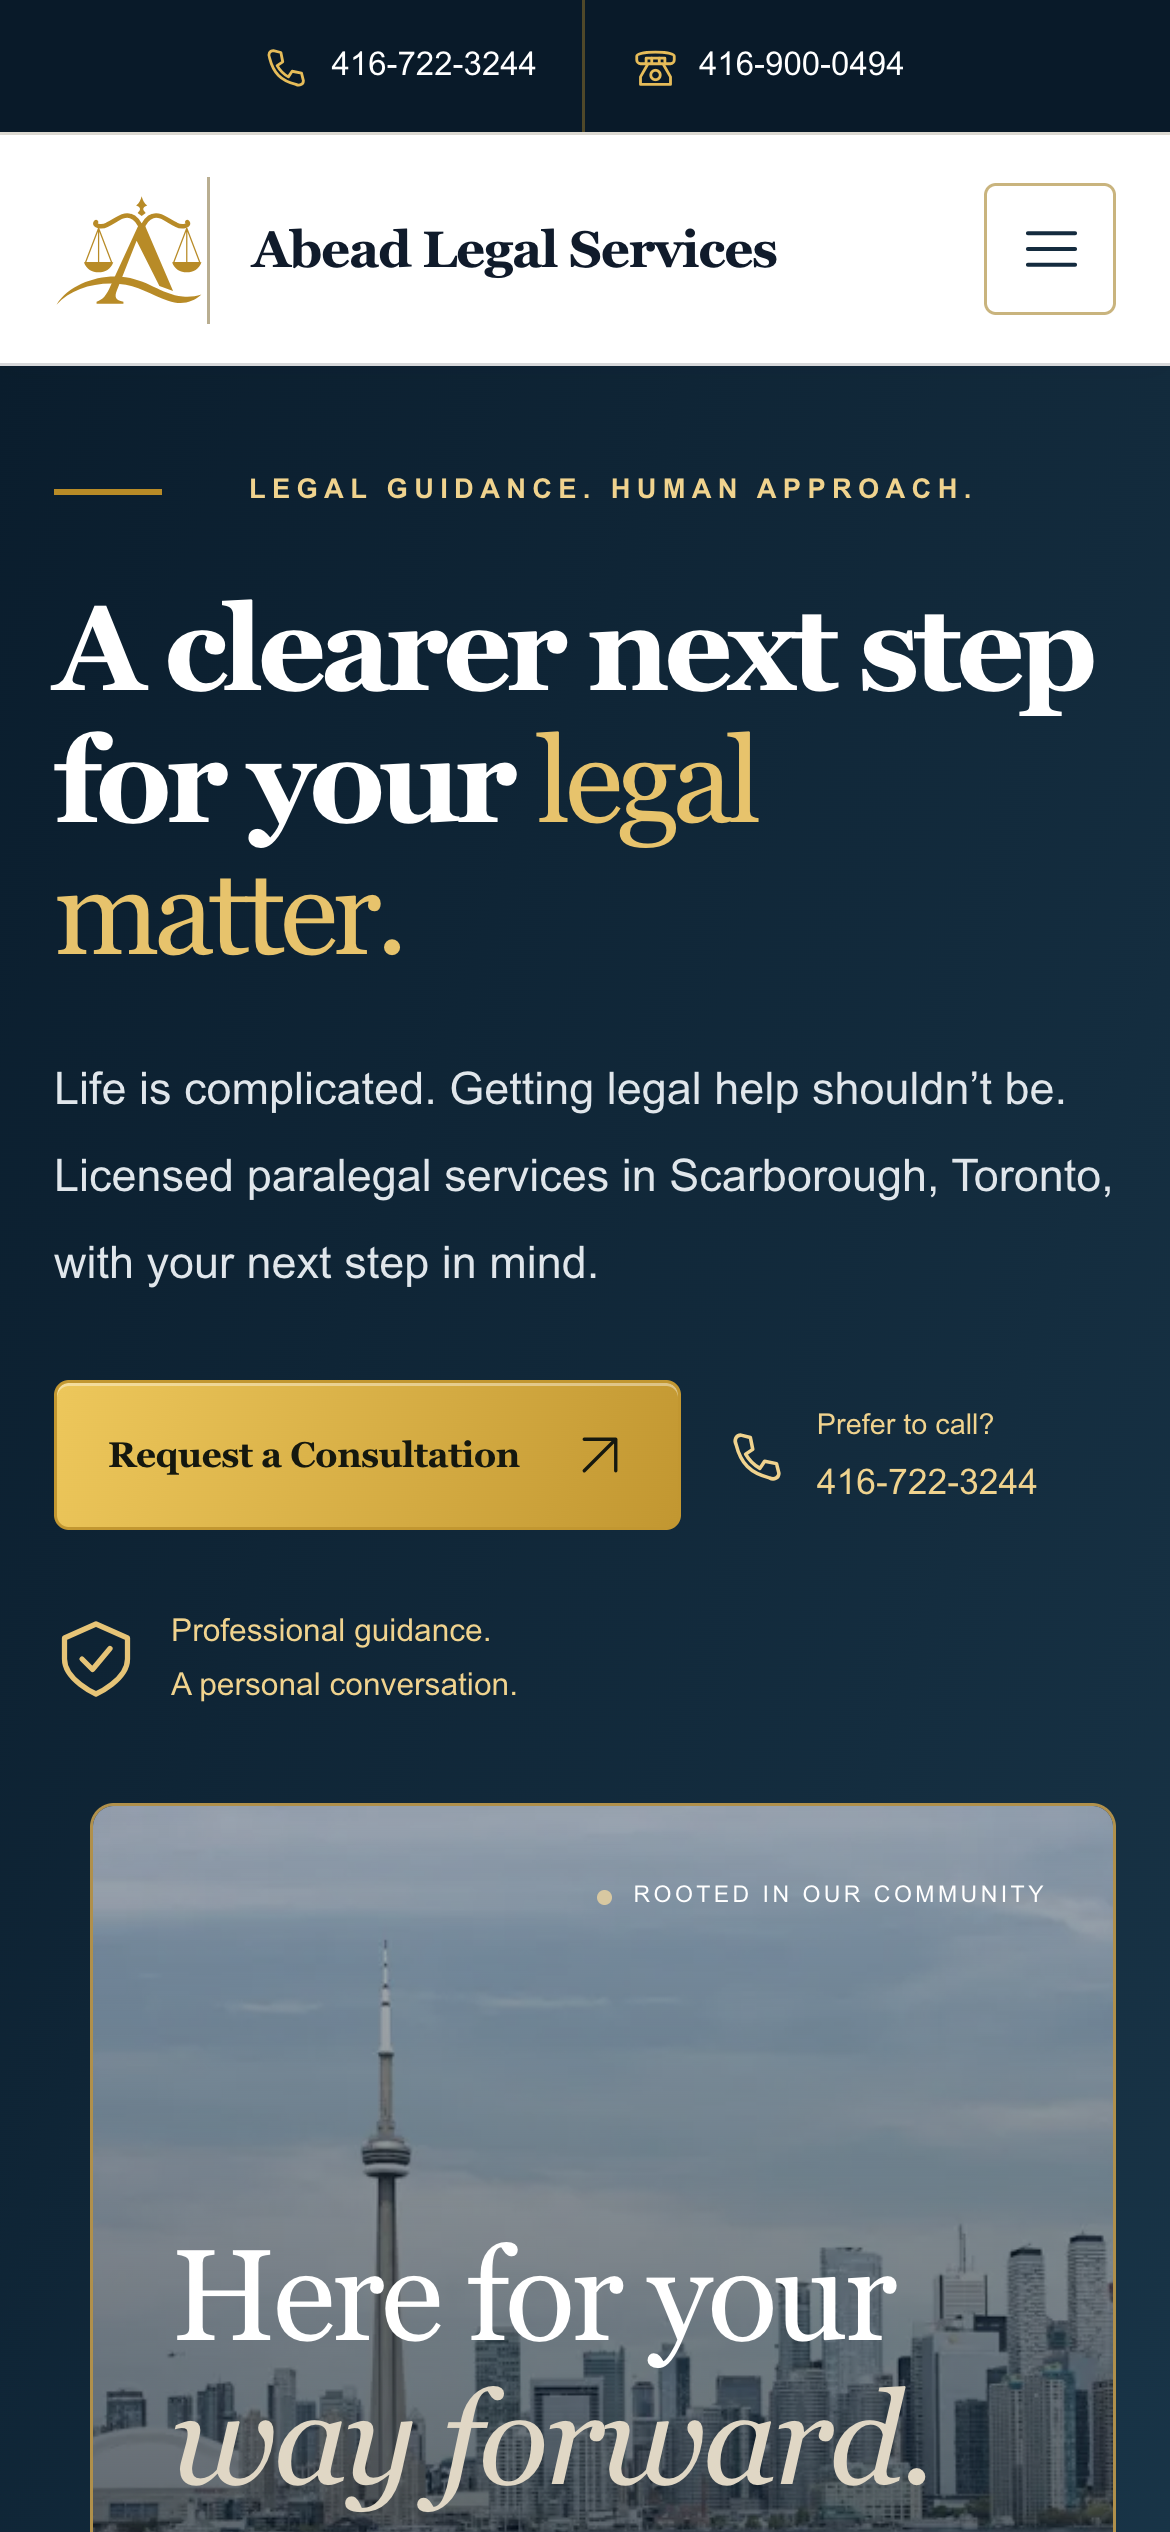 416-722-3244
416-900-0494
Abead Legal Services
LEGAL GUIDANCE. HUMAN APPROACH.
A clearer next step
for your legal
matter.
Life is complicated. Getting legal help shouldn’t be.
Licensed paralegal services in Scarborough, Toronto,
with your next step in mind.
Request a Consultation
Prefer to call?
416-722-3244
Professional guidance.
A personal conversation.
ROOTED IN OUR COMMUNITY
Here for your
way forward.